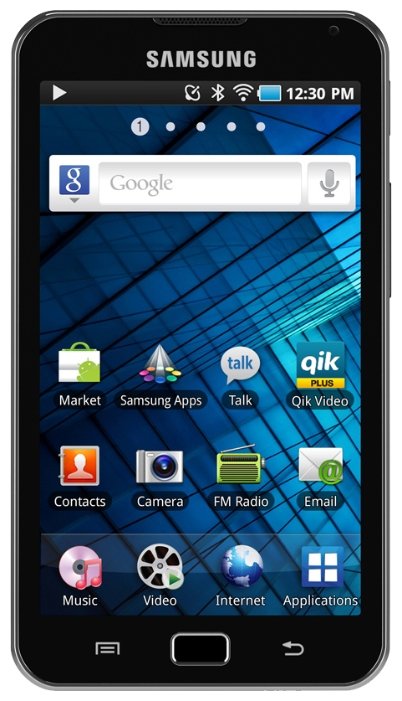 SAMSUNG
12:30 PM
1
g Google
talk
qik
PLUS
Market Samsung Apps Talk Qik Video
Contacts Camera FM Radio Email
Music Video Internet Applications